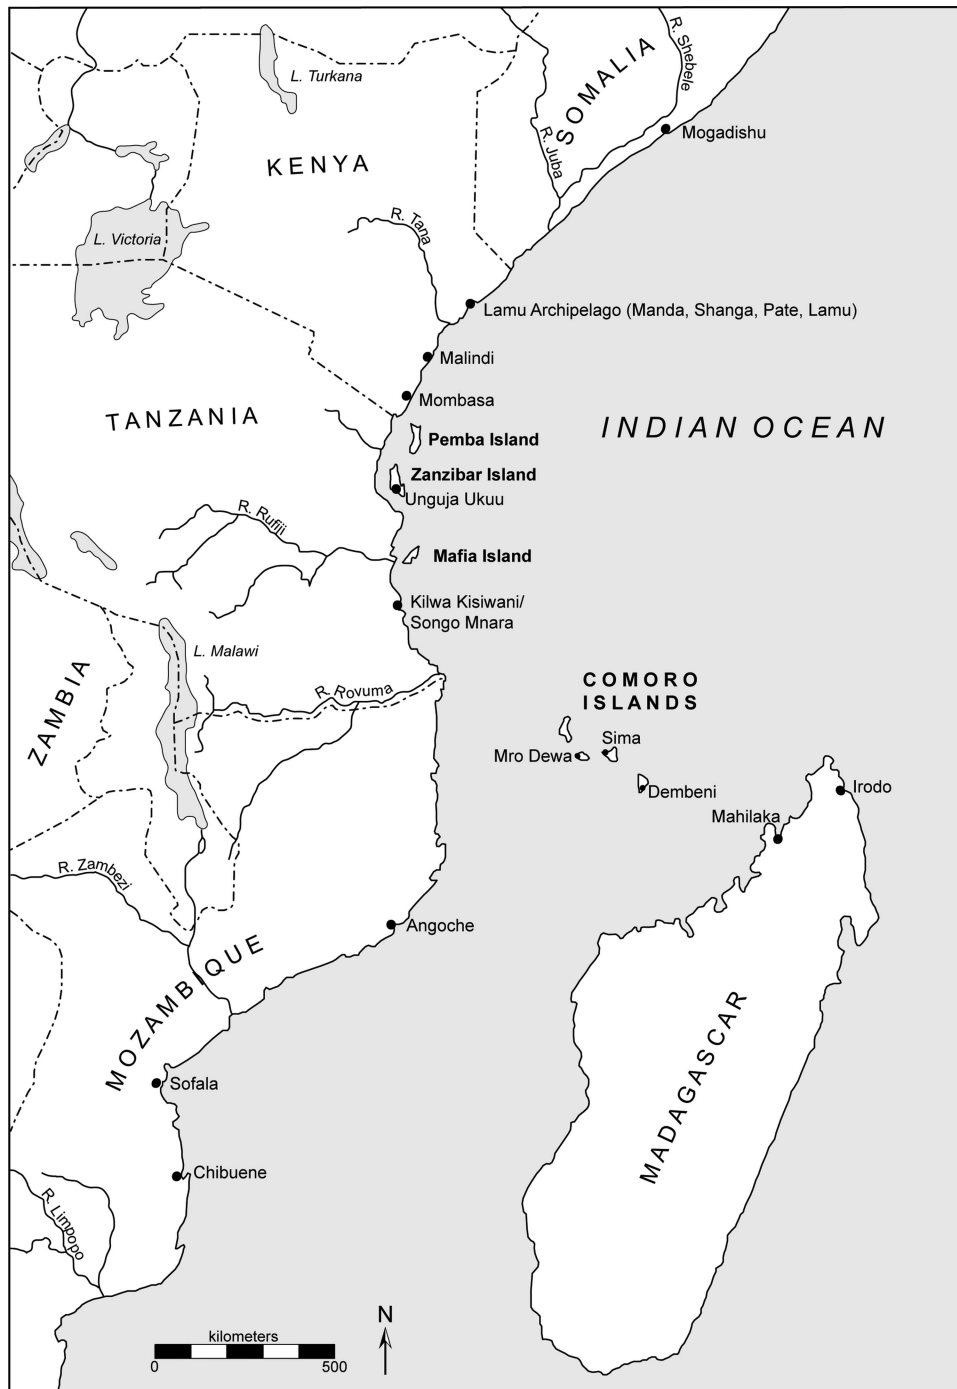 R. Shebele
SOMALIA
L. Turkana
Mogadishu
R. Juba
KENYA
R. Tana
L. Victoria
Lamu Archipelago (Manda, Shanga, Pate, Lamu)
Malindi
Mombasa
TANZANIA
INDIAN OCEAN
Pemba Island
Zanzibar Island
Unguja Ukuu
R. Rufiji
Mafia Island
Kilwa Kisiwani/
Songo Mnara
L. Malawi
ZAMBIA
R. Rovuma
COMORO
ISLANDS
Sima
Mro Dewa
Dembeni
Irodo
Mahilaka
R. Zambezi
Angoche
MOZAMBIQUE
MADAGASCAR
Sofala
Chibuene
R. Limpopo
N
kilometers
0 500